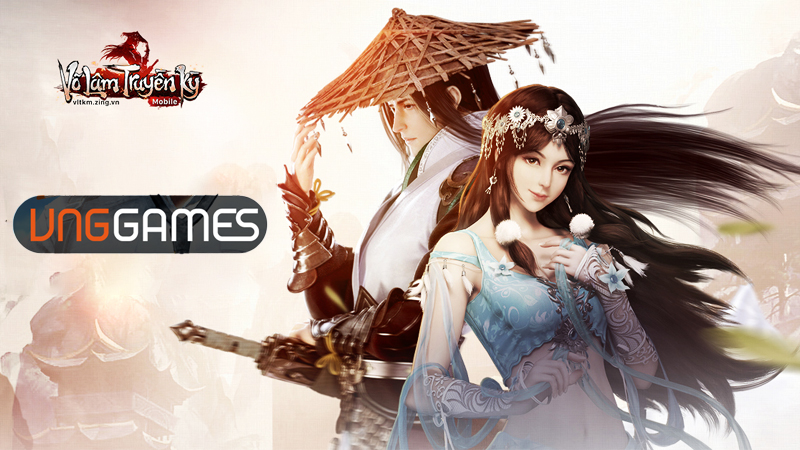 Võ Lâm Truyền Kỳ
Mobile
vltkm.zing.vn
VNGGAMES